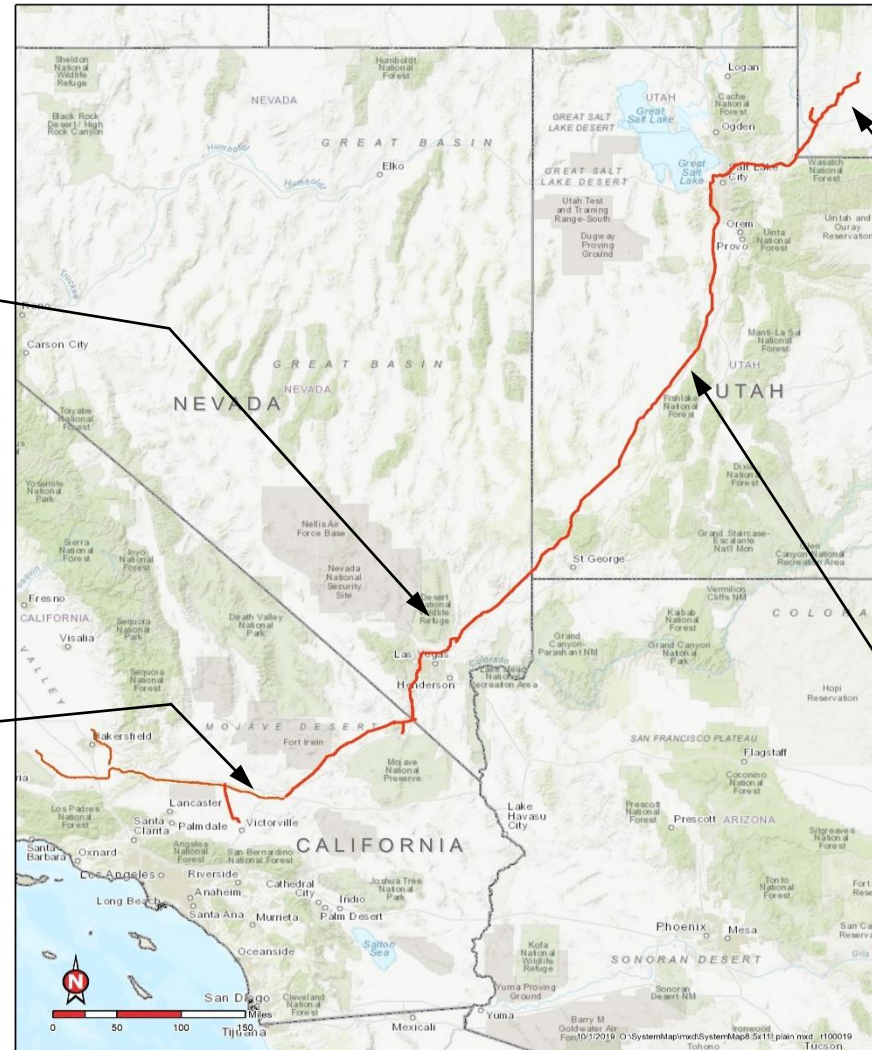 Logan
Sheldon
National
Wildlife
Refuge
Humboldt
National
Forest
UTAH
Cache
National
Forest
NEVADA
Black Rock
Desert / High
Rock Canyon
GREAT SALT
LAKE DESERT
Great
Salt Lake
Ogden
GREAT BASIN
Humboldt
Elko
Humboldt
GREAT SALT
LAKE DESERT
Great
Salt
Lake
Salt Lake
City
Wasatch
National
Forest
Utah Test
and Training
Range-South
Dugway
Proving
Ground
Orem
Provo
Uinta
National
Forest
Uintah and
Ouray
Reservation
Truckee
Carson City
Manti-La Sal
National
Forest
GREAT BASIN
NEVADA
UTAH
NEVADA
UTAH
Fishlake
National
Forest
Toiyabe
National
Forest
Yosemite
National
Park
Nellis Air
Force Base
Sierra
National
Forest
Inyo
National
Forest
Nevada
National
Security
Site
Grand Staircase-
Escalante
Nat'l Mon
Canyon National
Recreation Area
St George
Fresno
CALIFORNIA
Visalia
Sequoia
National
Park
Death Valley
National
Park
Desert
National
Wildlife
Refuge
Vermilion
Cliffs NM
COLORA
Kaibab
National
Forest
Grand
Canyon-
Parashant NM
Grand Canyon
National
Park
Las Vegas
Henderson
Colorado
Lake Mead
National
Recreation Area
Hopi
Reservation
VALLEY
Sequoia
National
Forest
MOJAVE DESERT
Bakersfield
Fort Irwin
SAN FRANCISCO PLATEAU
Flagstaff
Mojave
National
Preserve
Coconino
National
Forest
Los Padres
National
Forest
Lancaster
Santa
Clarita
Palmdale
Victorville
Lake
Havasu
City
Prescott
National
Forest
Prescott
ARIZONA
Sitgreaves
National
Forest
CALIFORNIA
Santa
Barbara
Oxnard
Angeles
National
Forest
San Bernardino
National Forest
Los Angeles
Riverside
Anaheim
Long Beach
Santa Ana
Murrieta
Cathedral
City
Indio
Palm Desert
Joshua Tree
National
Park
Tonto
National
Forest
Phoenix
Mesa
Oceanside
Salton
Sea
Kofa
National
Wildlife
Refuge
SONORAN DESERT
Gila
N
San Diego
Cleveland
National
Forest
Yuma Proving
Ground
Sonoran
Desert NM
0 50 100 150
Miles
Tijuana
Mexicali
Yuma
Barry M
Goldwater Air
Ironwood
Tohono
Tucson